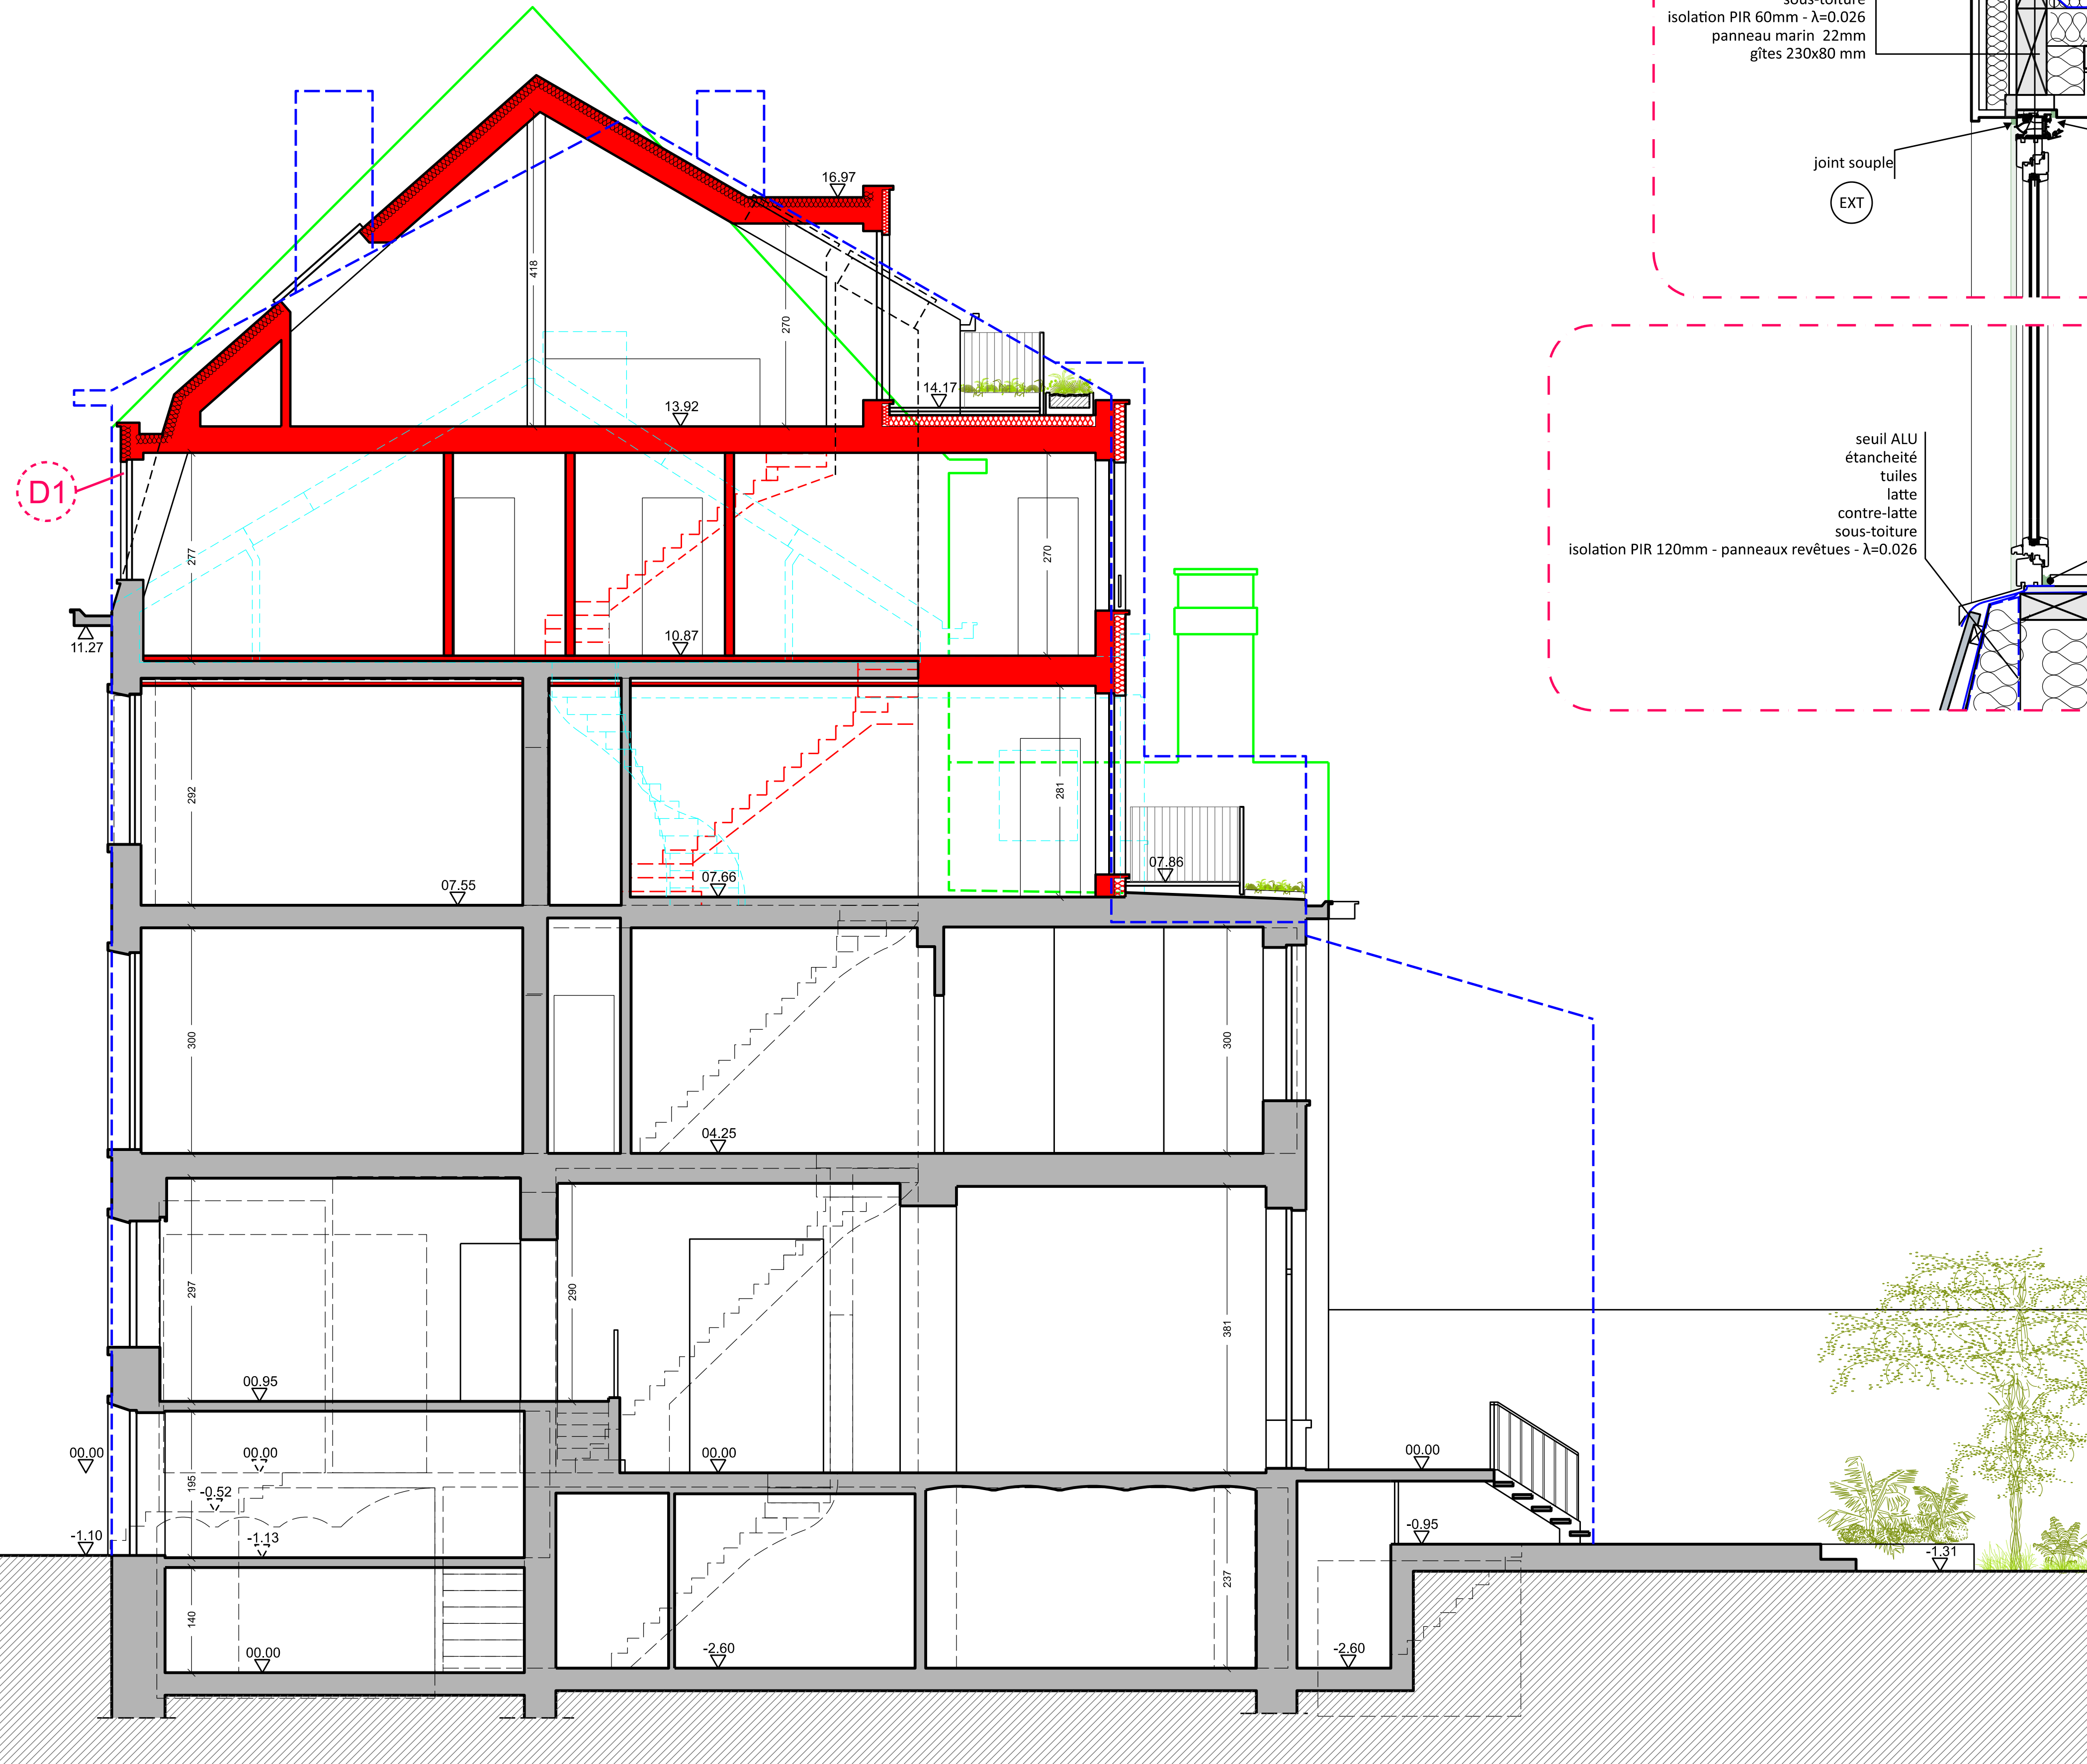 sous-toiture
isolation PIR 60mm - λ=0.026
panneau marin 22mm
gîtes 230x80 mm
joint souple
EXT
16.97
418
270
14.17
13.92
D1
277
270
10.87
11.27
seuil ALU
étancheité
tuiles
latte
contre-latte
sous-toiture
isolation PIR 120mm - panneaux revêtues - λ=0.026
292
281
07.86
07.55
07.66
300
300
04.25
297
290
381
00.95
00.00
00.00
00.00
00.00
195
-0.52
-1.10
-1.13
-0.95
-1.31
140
237
00.00
-2.60
-2.60